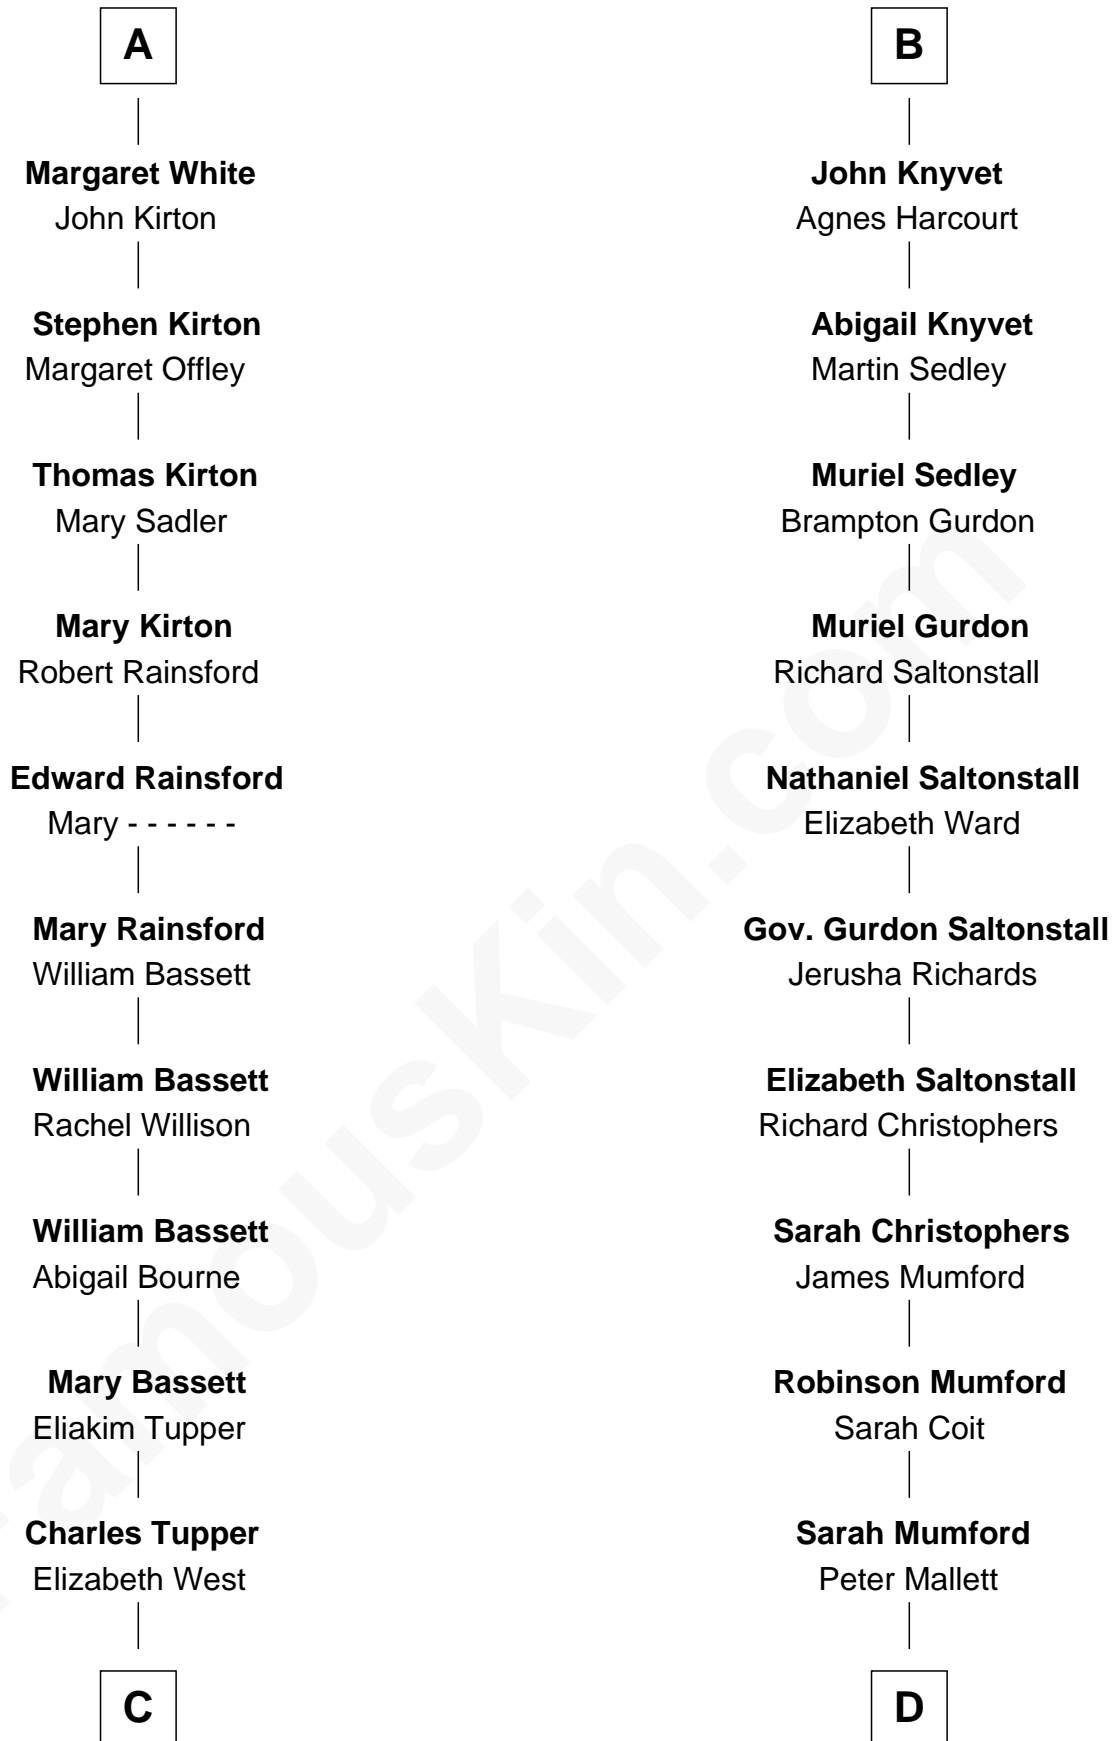 A
Margaret White
John Kirton
Stephen Kirton
Margaret Offley
Thomas Kirton
Mary Sadler
Mary Kirton
Robert Rainsford
Edward Rainsford
Mary - - - - - -
Mary Rainsford
William Bassett
William Bassett
Rachel Willison
William Bassett
Abigail Bourne
Mary Bassett
Eliakim Tupper
Charles Tupper
Elizabeth West
C
B
John Knyvet
Agnes Harcourt
Abigail Knyvet
Martin Sedley
Muriel Sedley
Brampton Gurdon
Muriel Gurdon
Richard Saltonstall
Nathaniel Saltonstall
Elizabeth Ward
Gov. Gurdon Saltonstall
Jerusha Richards
Elizabeth Saltonstall
Richard Christophers
Sarah Christophers
James Mumford
Robinson Mumford
Sarah Coit
Sarah Mumford
Peter Mallett
D
FamousKin.com